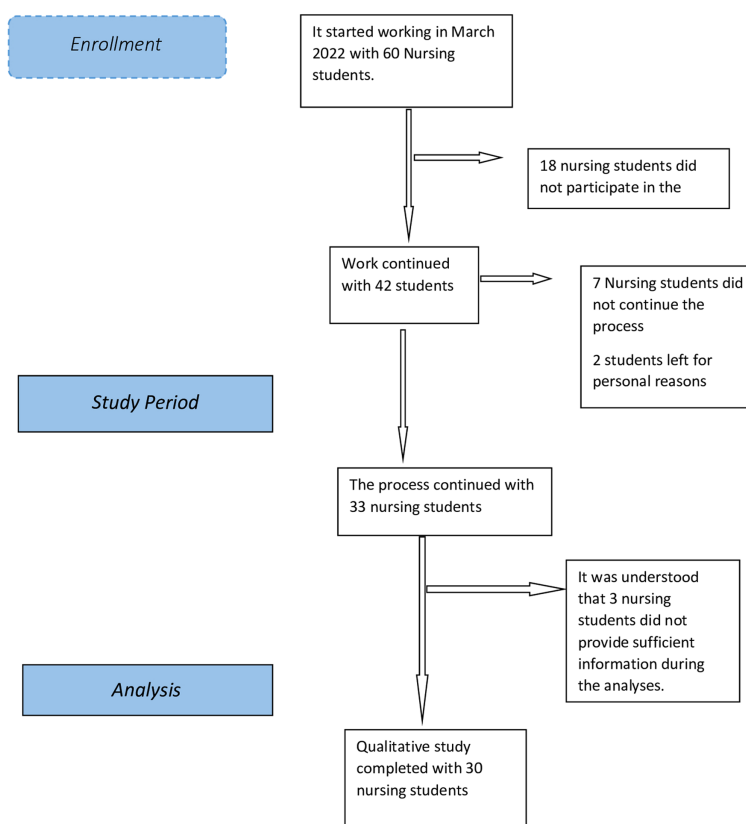 Enrollment
It started working in March
2022 with 60 Nursing
students.
18 nursing students did
not participate in the
Work continued
with 42 students
7 Nursing students did
not continue the
process
2 students left for
personal reasons
Study Period
The process continued with
33 nursing students
It was understood
that 3 nursing
students did not
provide sufficient
information during
the analyses.
Analysis
Qualitative study
completed with 30
nursing students